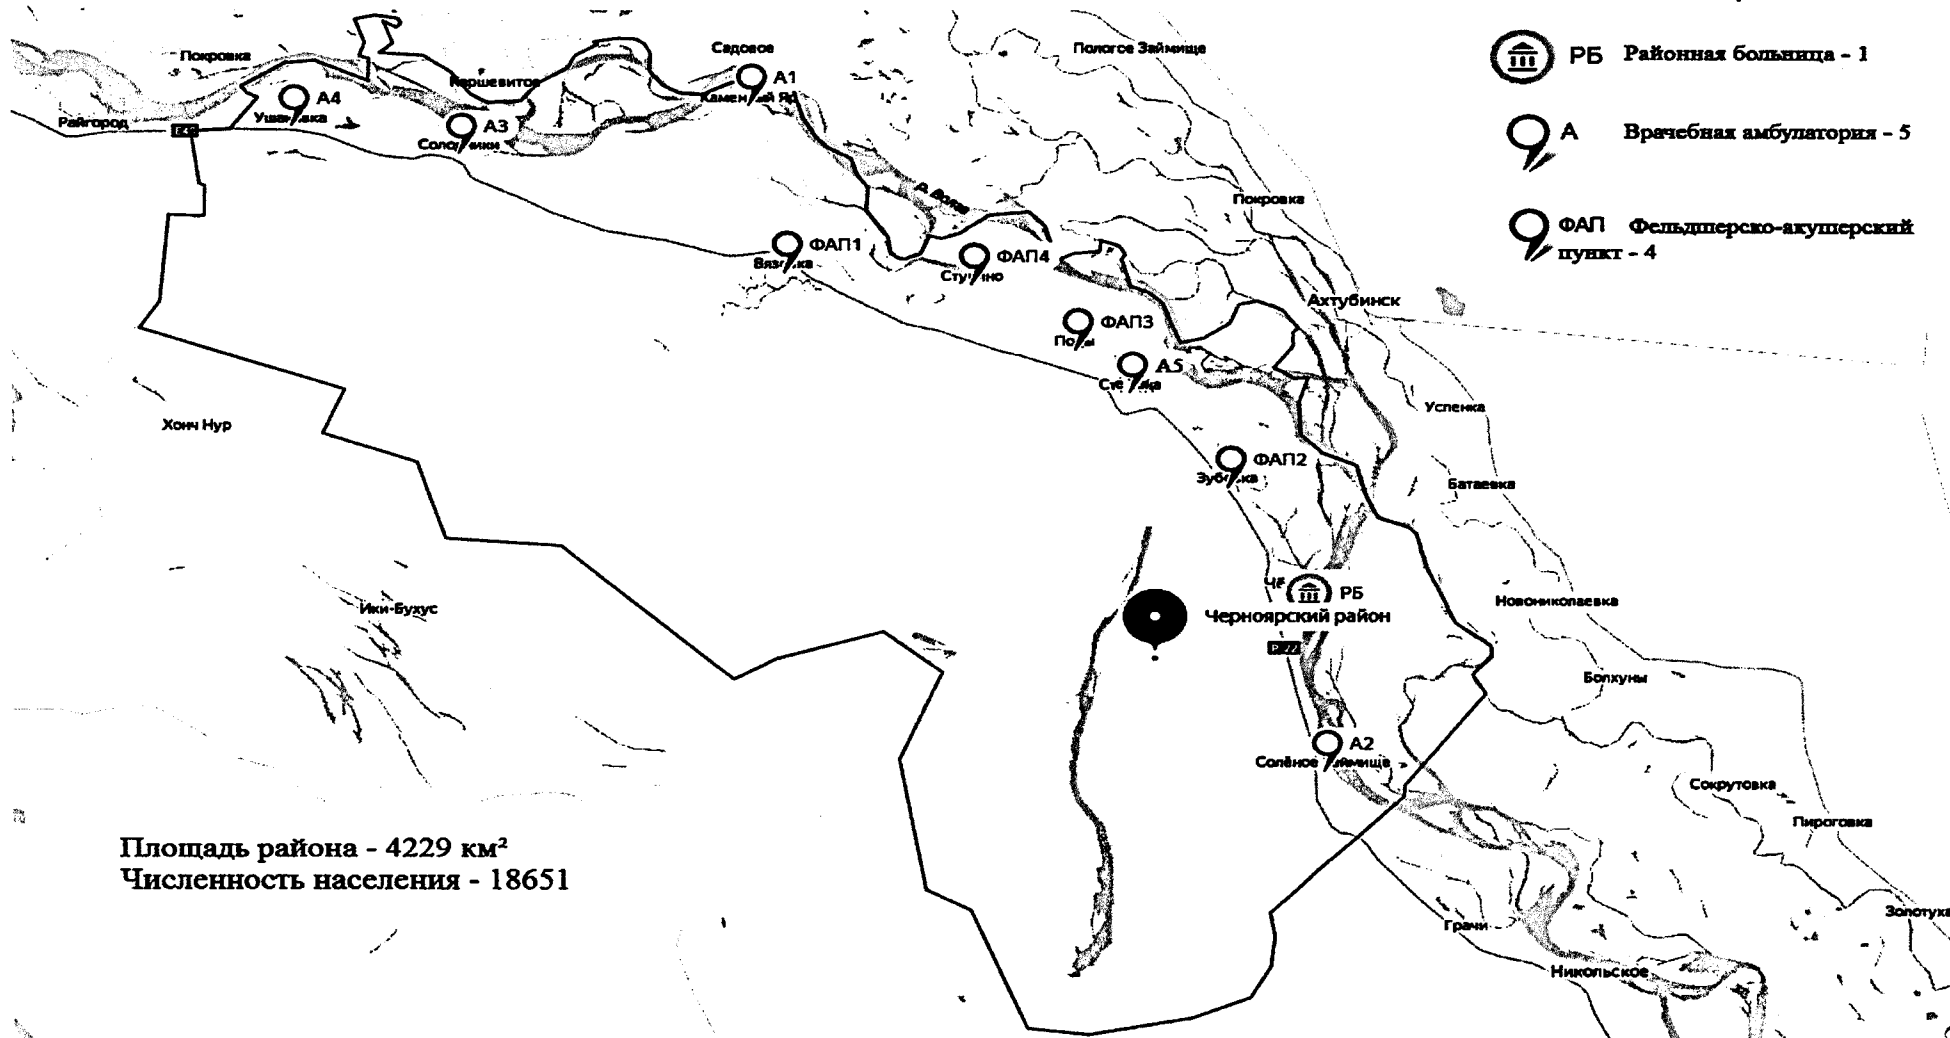 Садовое
Пологое Займище
РБ Районная больница - 1
Покровка
А1
А4
Райгород
А3
А Врачебная амбулатория - 5
р. Волга
Покровка
ФАП Фельдшерско-акушерский
пункт - 4
ФАП1
ФАП4
Ахтубинск
ФАП3
А5
Успенка
Хонч Нур
ФАП2
Батаевка
РБ
Новониколаевка
Ики-Бухус
Черноярский район
Болхуны
А2
Сокрутовка
Пироговка
Площадь района - 4229 км²
Численность населения - 18651
Золотуха
Грачи
Никольское